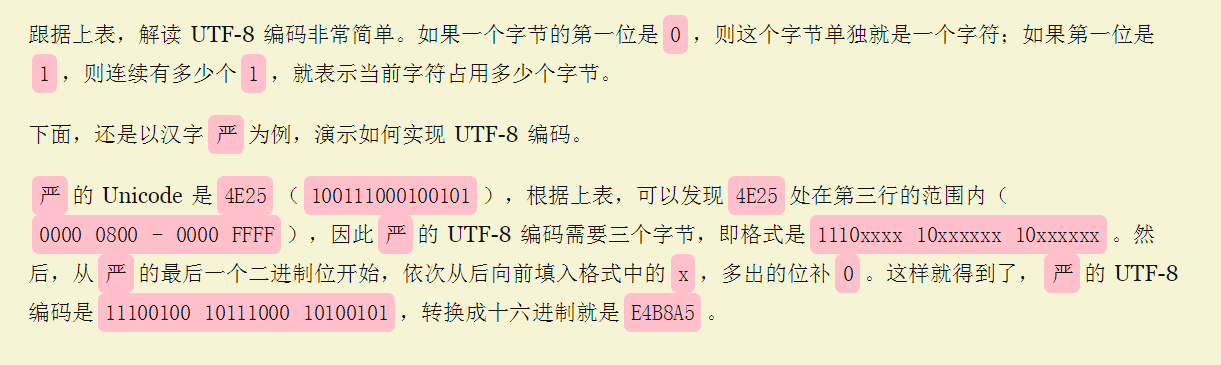 跟据上表，解读 UTF-8 编码非常简单。如果一个字节的第一位是 0 ，则这个字节单独就是一个字符；如果第一位是
1 ，则连续有多少个 1 ，就表示当前字符占用多少个字节。
下面，还是以汉字 严 为例，演示如何实现 UTF-8 编码。
严 的 Unicode 是 4E25 （ 100111000100101 ），根据上表，可以发现 4E25 处在第三行的范围内（
0000 0800 - 0000 FFFF ），因此 严 的 UTF-8 编码需要三个字节，即格式是 1110xxxx 10xxxxxx 10xxxxxx 。然
后，从 严 的最后一个二进制位开始，依次从后向前填入格式中的 x ，多出的位补 0 。这样就得到了， 严 的 UTF-8
编码是 11100100 10111000 10100101 ，转换成十六进制就是 E4B8A5 。